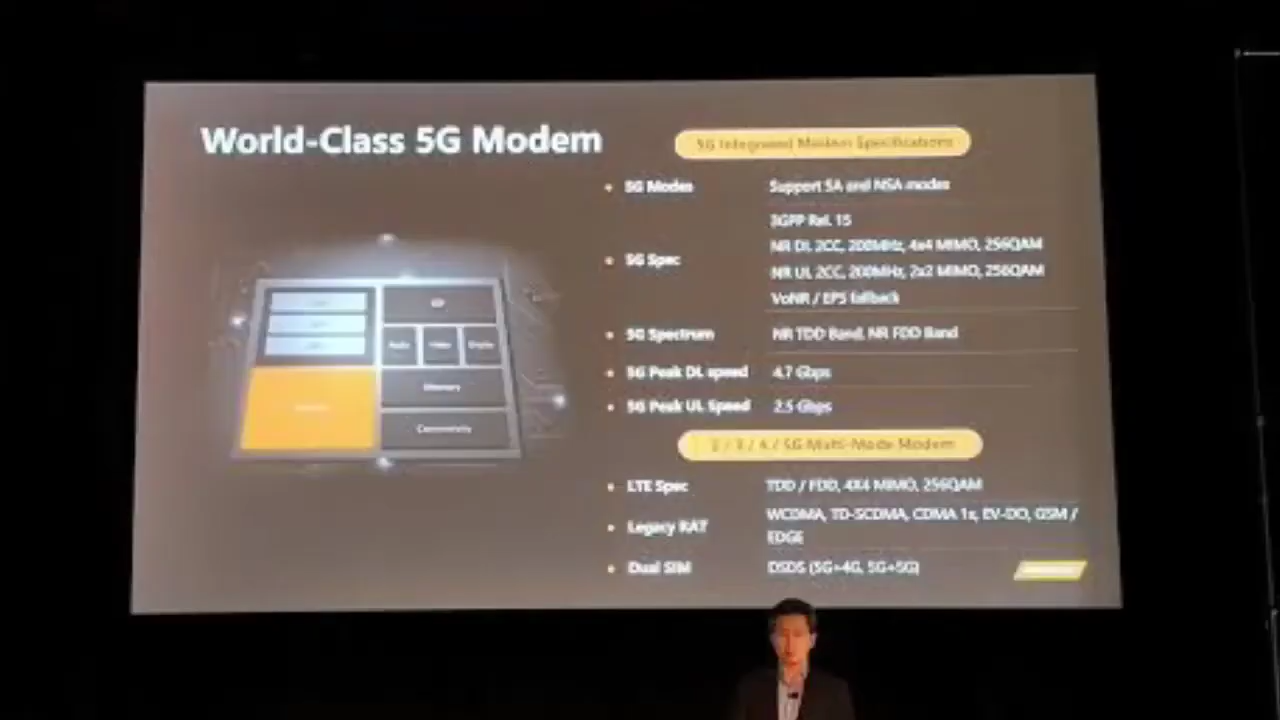 World-Class 5G Modem
5G Integrated Modem Specifications
5G Modes
Support SA and NSA modes
5G Spec
3GPP Rel. 15
NR DL 2CC, 200MHz, 4x4 MIMO, 256QAM
NR UL 2CC, 200MHz, 2x2 MIMO, 256QAM
VoNR / EPS fallback
5G Spectrum
NR TDD Band, NR FDD Band
5G Peak DL speed
4.7 Gbps
5G Peak UL Speed
2.5 Gbps
2 / 3 / 4 / 5G Multi-Mode Modem
LTE Spec
TDD / FDD, 4X4 MIMO, 256QAM
Legacy RAT
WCDMA, TD-SCDMA, CDMA 1x, EV-DO, GSM /
EDGE
Dual SIM
DSDS (5G+4G, 5G+5G)
Memory
Connectivity